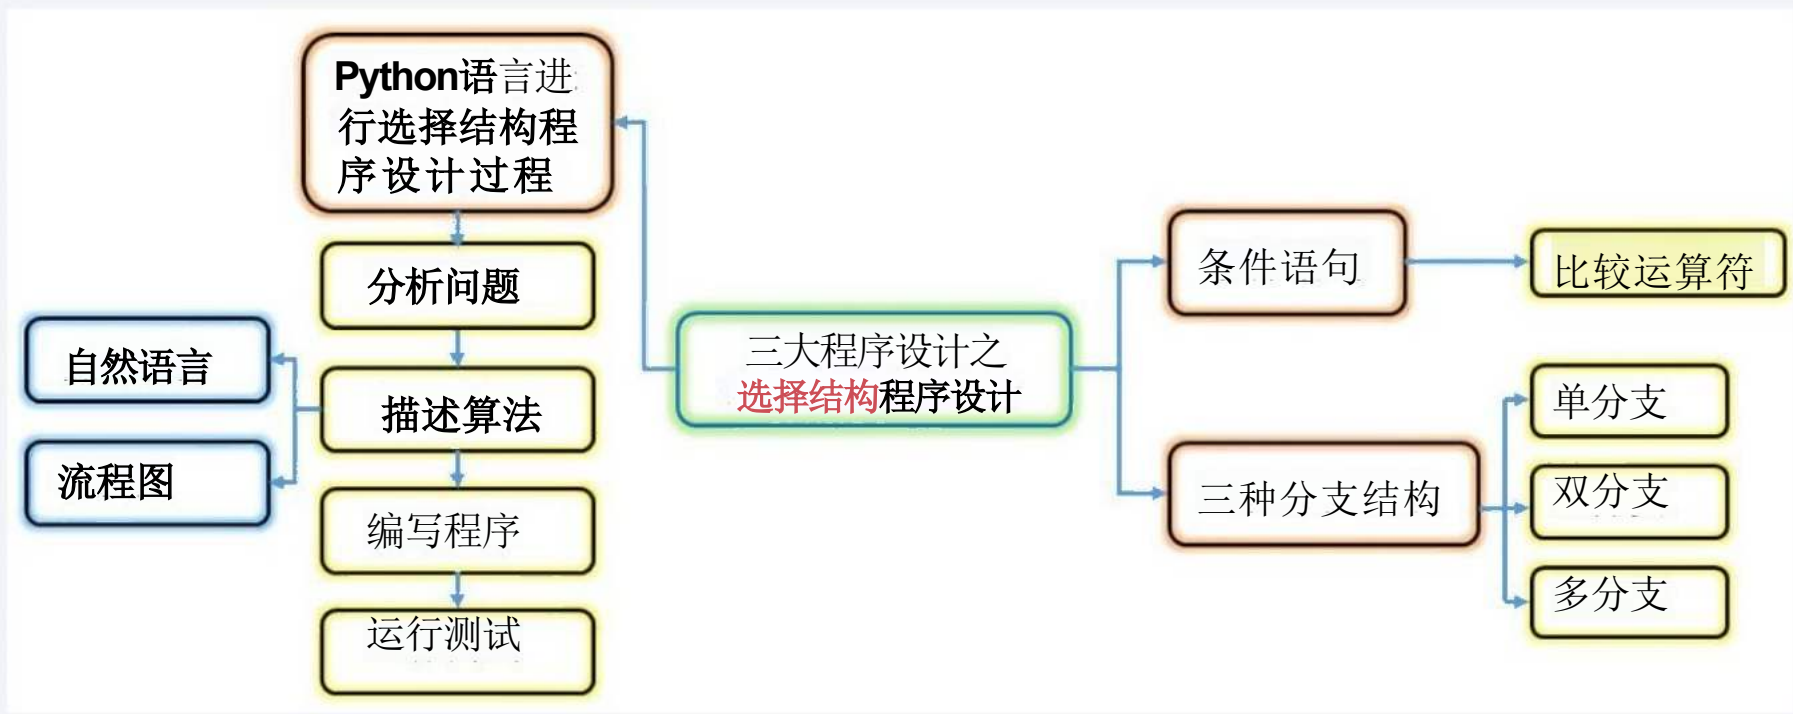 Python语言进
行选择结构程
序设计过程
分析问题
自然语言
描述算法
流程图
编写程序
运行测试
三大程序设计之
选择结构程序设计
条件语句
比较运算符
三种分支结构
单分支
双分支
多分支